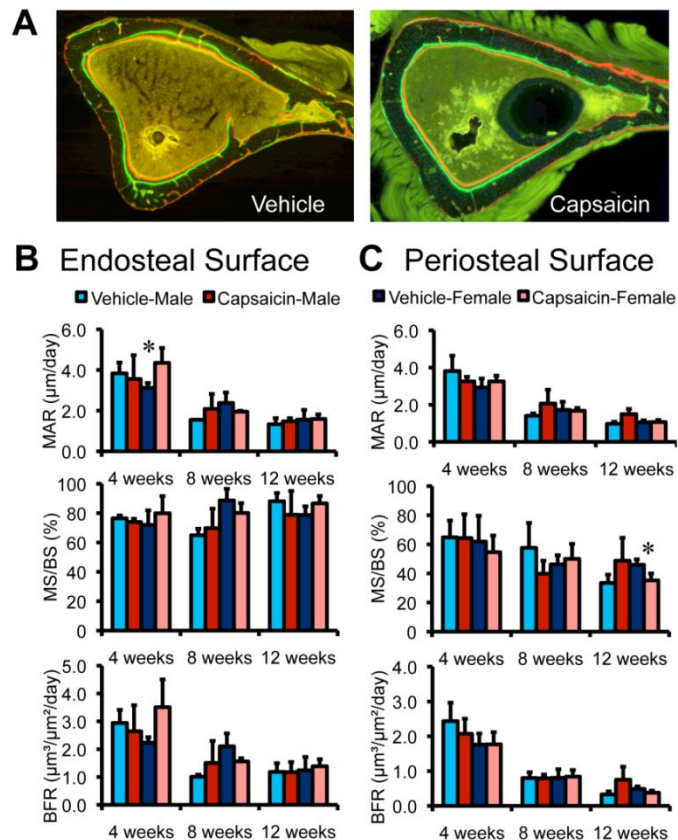 A
Vehicle
Capsaicin
B Endosteal Surface
C Periosteal Surface
Vehicle-Male Capsaicin-Male Vehicle-Female Capsaicin-Female
MAR (µm/day)
6.0
4.0
2.0
0.0
*
4 weeks 8 weeks 12 weeks
MS/BS (%)
100
80
60
40
20
0
4 weeks 8 weeks 12 weeks
BFR (µm³/µm²/day)
5.0
4.0
3.0
2.0
1.0
0.0
4 weeks 8 weeks 12 weeks
MAR (µm/day)
6.0
4.0
2.0
0.0
4 weeks 8 weeks 12 weeks
MS/BS (%)
100
80
60
40
20
0
*
4 weeks 8 weeks 12 weeks
BFR (µm³/µm²/day)
4.0
3.0
2.0
1.0
0.0
4 weeks 8 weeks 12 weeks